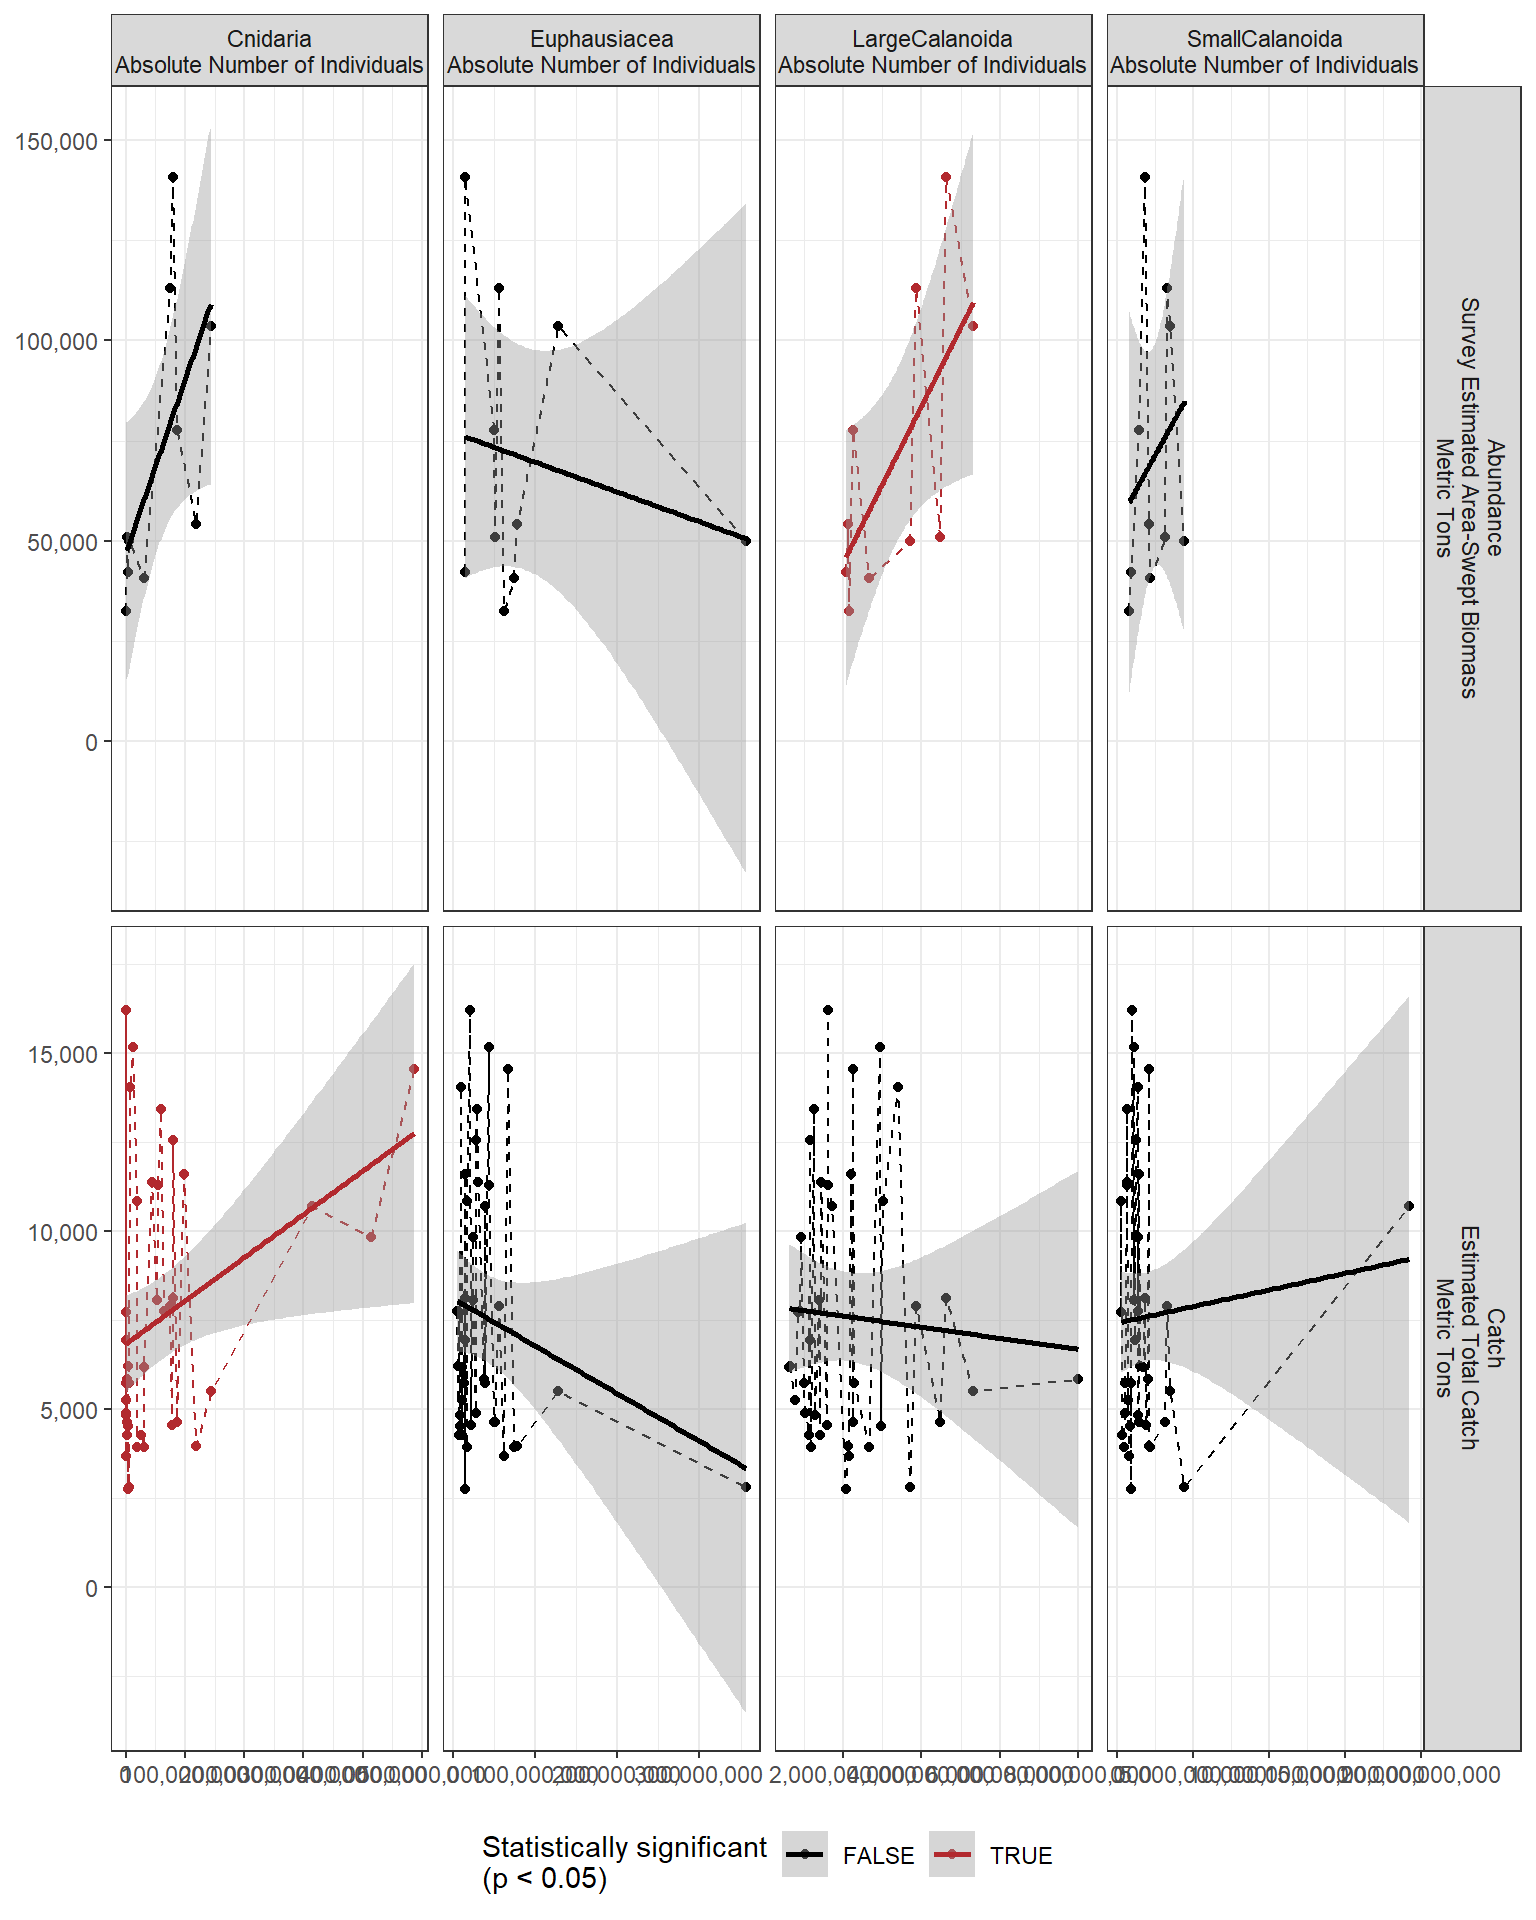 Cnidaria
Absolute Number of Individuals
Euphausiacea
Absolute Number of Individuals
LargeCalanoida
Absolute Number of Individuals
SmallCalanoida
Absolute Number of Individuals
150,000
100,000
50,000
0
Abundance
Survey Estimated Area-Swept Biomass
Metric Tons
15,000
10,000
5,000
0
Catch
Estimated Total Catch
Metric Tons
Statistically significant
(p < 0.05)
FALSE
TRUE